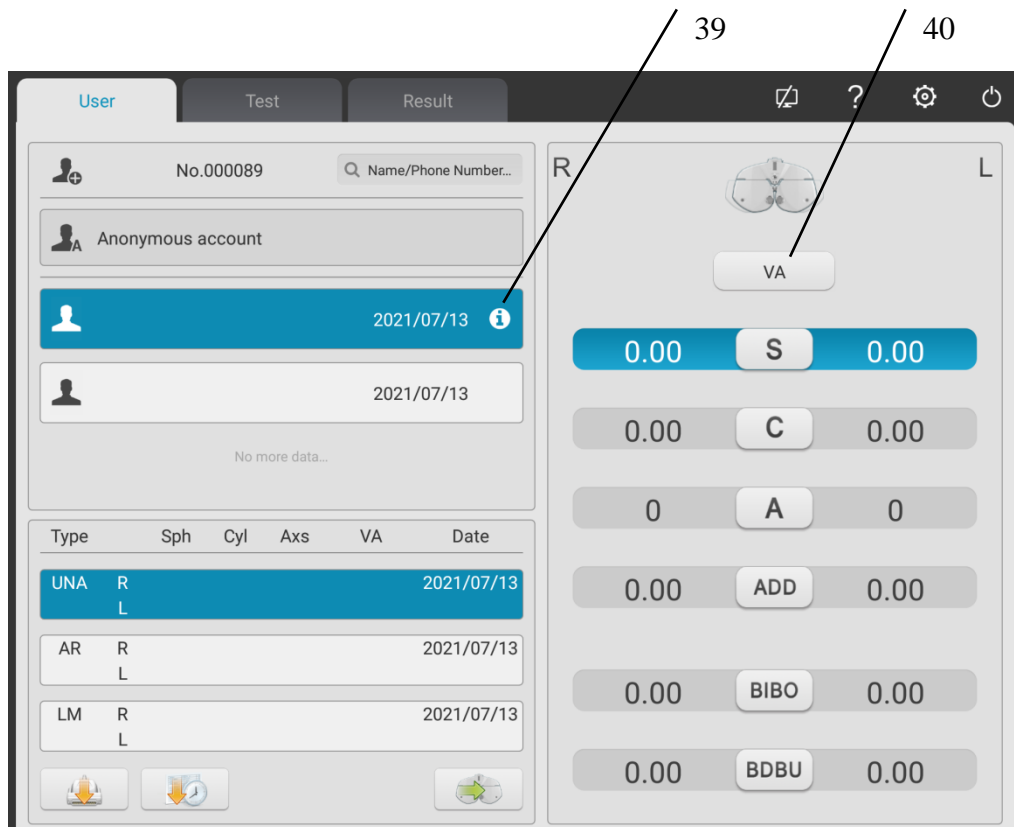 39 40
User Test Result ?
No.000089 Name/Phone Number...
Anonymous account
2021/07/13
2021/07/13
No more data...
Type Sph Cyl Axs VA Date
UNA R 2021/07/13
L
AR R 2021/07/13
L
LM R 2021/07/13
L
R L
VA
0.00 S 0.00
0.00 C 0.00
0 A 0
0.00 ADD 0.00
0.00 BIBO 0.00
0.00 BDBU 0.00